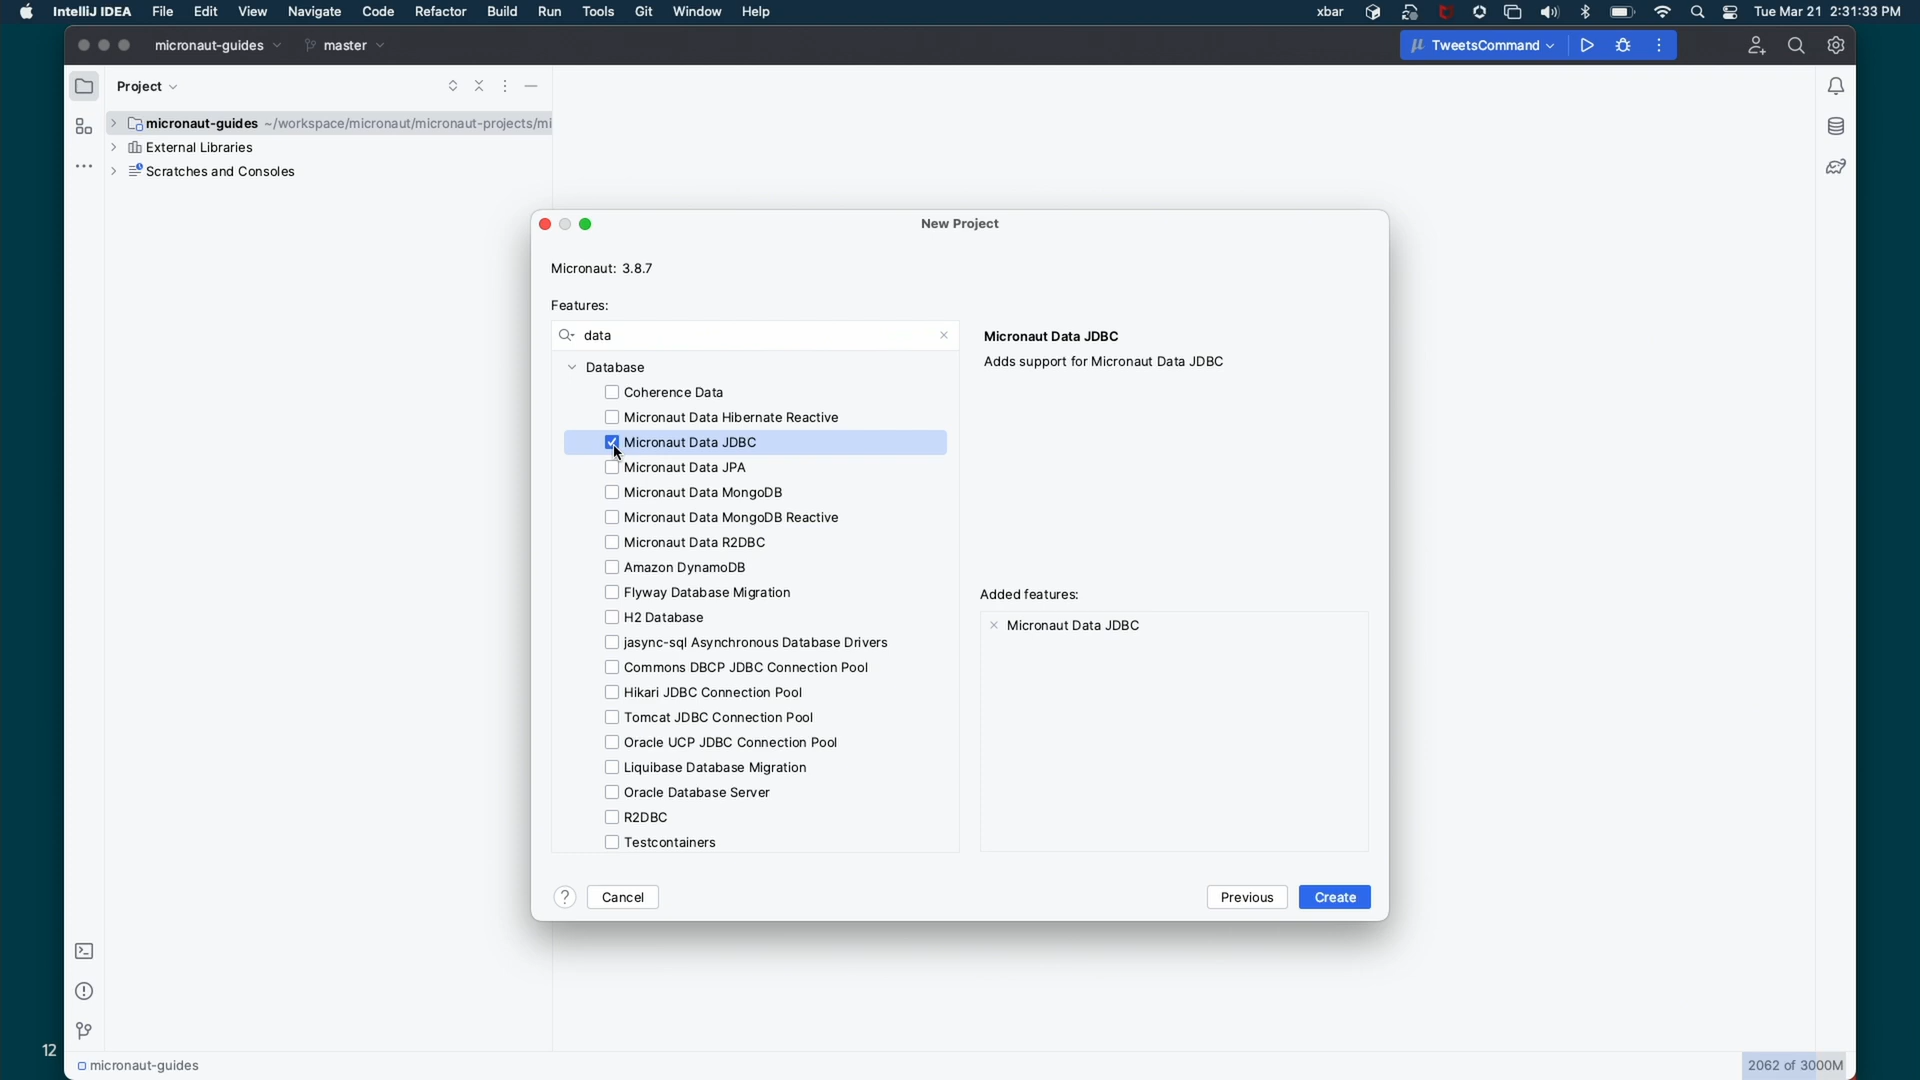 IntelliJ IDEA File Edit View Navigate Code Refactor Build Run Tools Git Window Help xbar Tue Mar 21 2:31:33 PM
micronaut-guides master TweetsCommand
Project
micronaut-guides ~/workspace/micronaut/micronaut-projects/mi
External Libraries
Scratches and Consoles
New Project
Micronaut: 3.8.7
Features:
data
Database
Coherence Data
Micronaut Data Hibernate Reactive
Micronaut Data JDBC
Micronaut Data JPA
Micronaut Data MongoDB
Micronaut Data MongoDB Reactive
Micronaut Data R2DBC
Amazon DynamoDB
Flyway Database Migration
H2 Database
jasync-sql Asynchronous Database Drivers
Commons DBCP JDBC Connection Pool
Hikari JDBC Connection Pool
Tomcat JDBC Connection Pool
Oracle UCP JDBC Connection Pool
Liquibase Database Migration
Oracle Database Server
R2DBC
Testcontainers
Micronaut Data JDBC
Adds support for Micronaut Data JDBC
Added features:
Micronaut Data JDBC
? Cancel Previous Create
12
micronaut-guides 2062 of 3000M